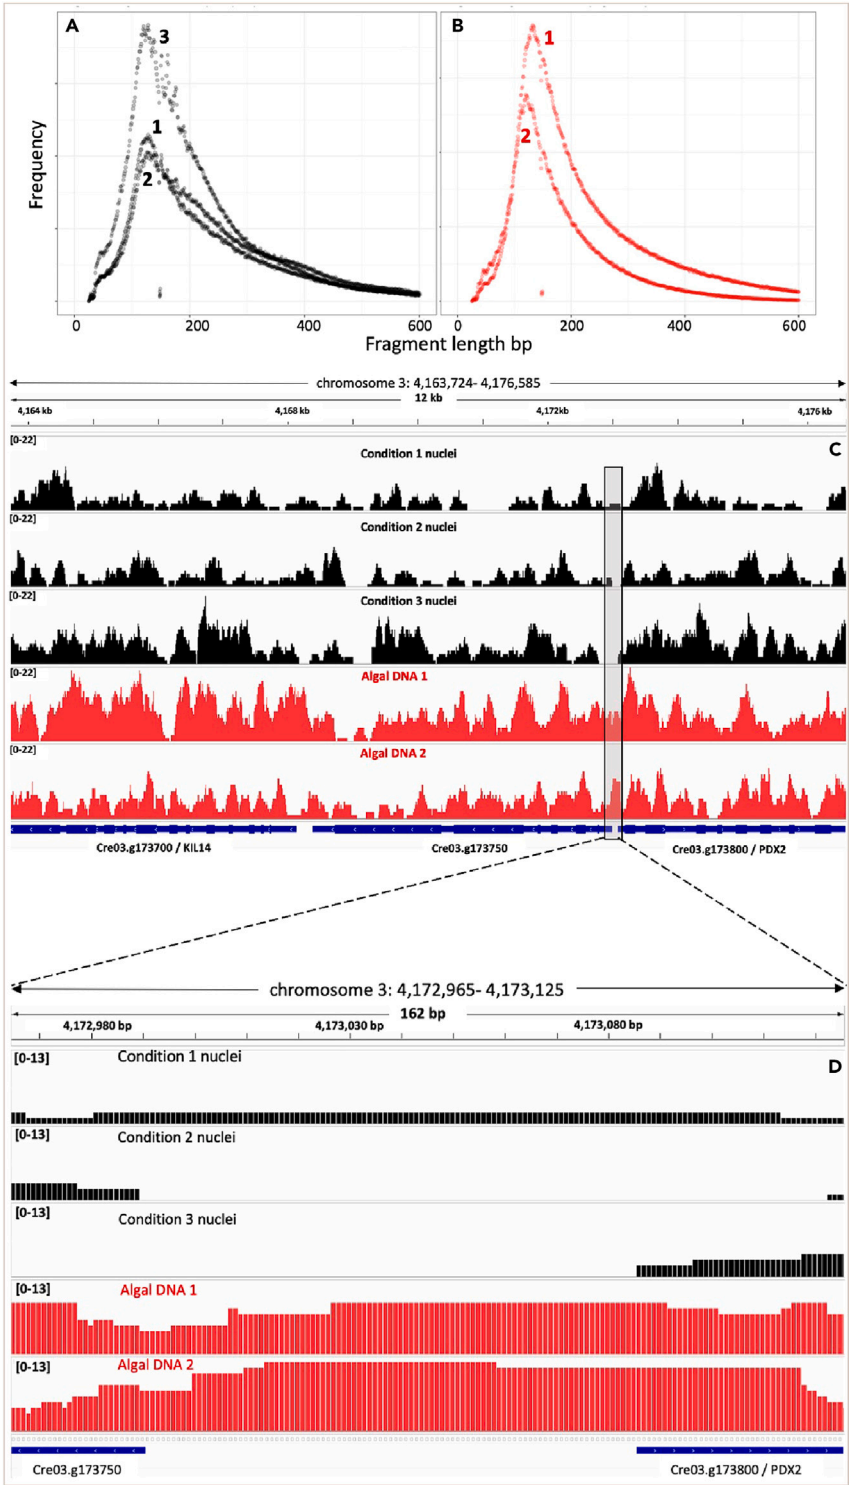 A
B
3
1
2
1
2
Frequency
0
200
400
600
0
200
400
600
Fragment length bp
chromosome 3: 4,163,724- 4,176,585
12 kb
4,164 kb
4,168 kb
4,172kb
4,176 kb
C
[0-22]
Condition 1 nuclei
[0-22]
Condition 2 nuclei
[0-22]
Condition 3 nuclei
[0-22]
Algal DNA 1
[0-22]
Algal DNA 2
Cre03.g173700 / KIL14
Cre03.g173750
Cre03.g173800 / PDX2
chromosome 3: 4,172,965- 4,173,125
162 bp
4,172,980 bp
4,173,030 bp
4,173,080 bp
D
[0-13]
Condition 1 nuclei
[0-13]
Condition 2 nuclei
[0-13]
Condition 3 nuclei
[0-13]
Algal DNA 1
[0-13]
Algal DNA 2
Cre03.g173750
Cre03.g173800 / PDX2